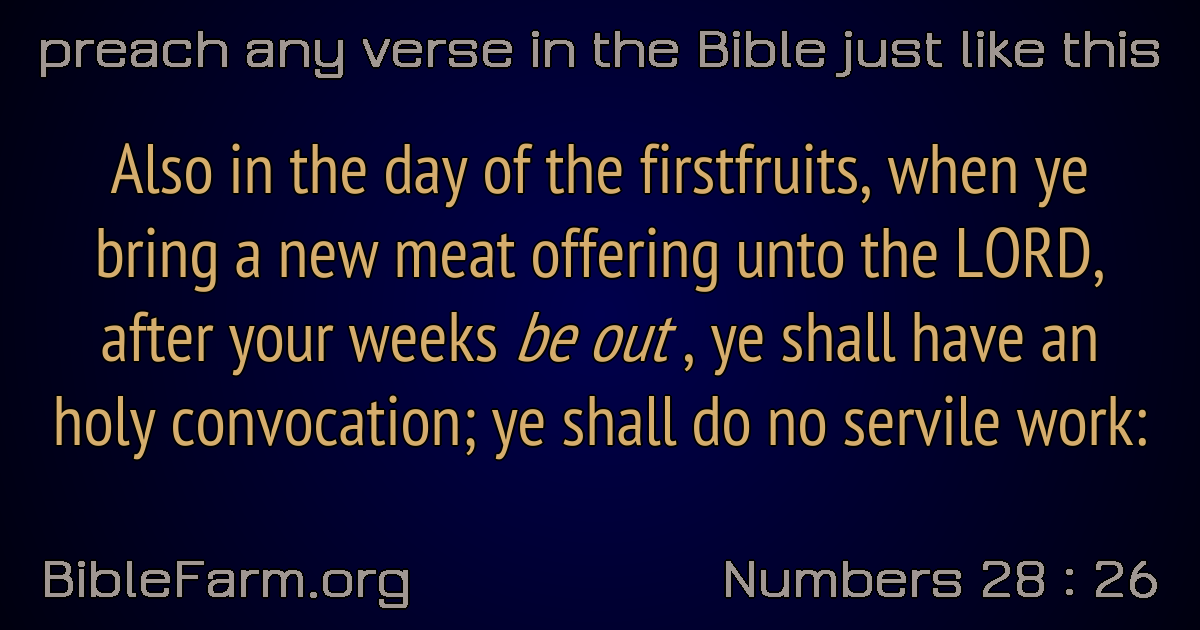 preach any verse in the Bible just like this
Also in the day of the firstfruits, when ye
bring a new meat offering unto the LORD,
after your weeks be out , ye shall have an
holy convocation; ye shall do no servile work:
BibleFarm.org
Numbers 28 : 26